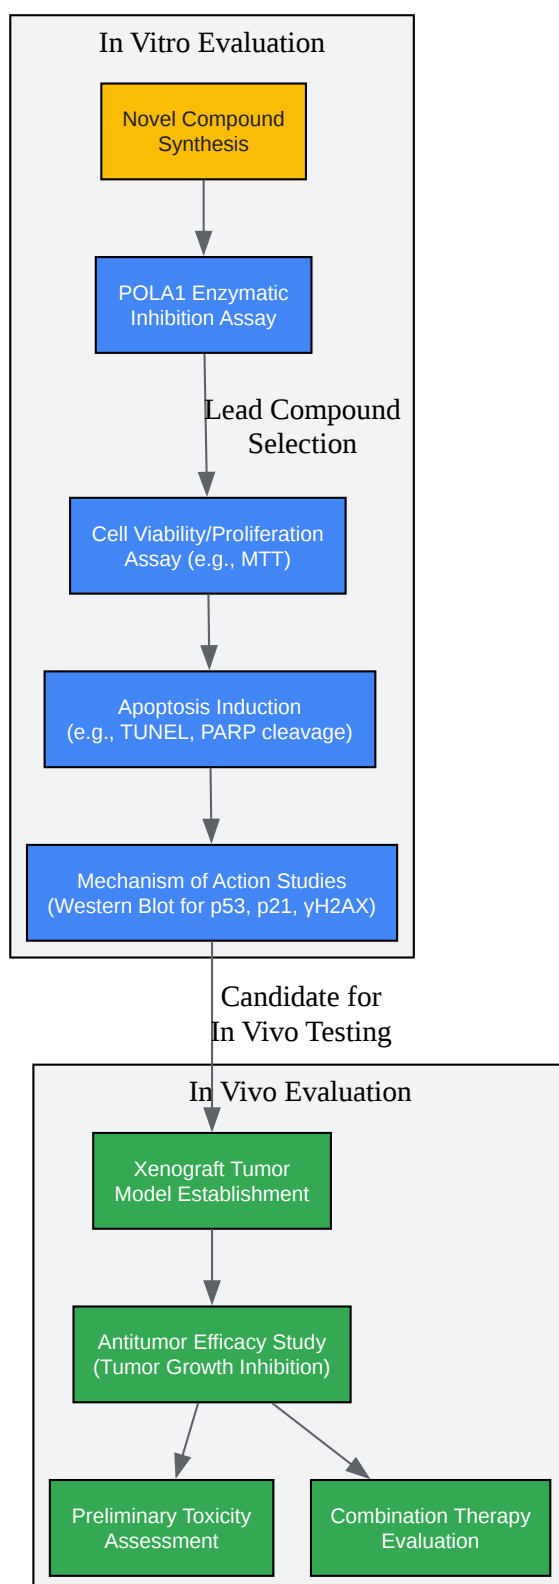 In Vitro Evaluation
Novel Compound
Synthesis
POLA1 Enzymatic
Inhibition Assay
Lead Compound
Selection
Cell Viability/Proliferation
Assay (e.g., MTT)
Apoptosis Induction
(e.g., TUNEL, PARP cleavage)
Mechanism of Action Studies
(Western Blot for p53, p21, γH2AX)
Candidate for
In Vivo Testing
In Vivo Evaluation
Xenograft Tumor
Model Establishment
Antitumor Efficacy Study
(Tumor Growth Inhibition)
Preliminary Toxicity
Assessment
Combination Therapy
Evaluation